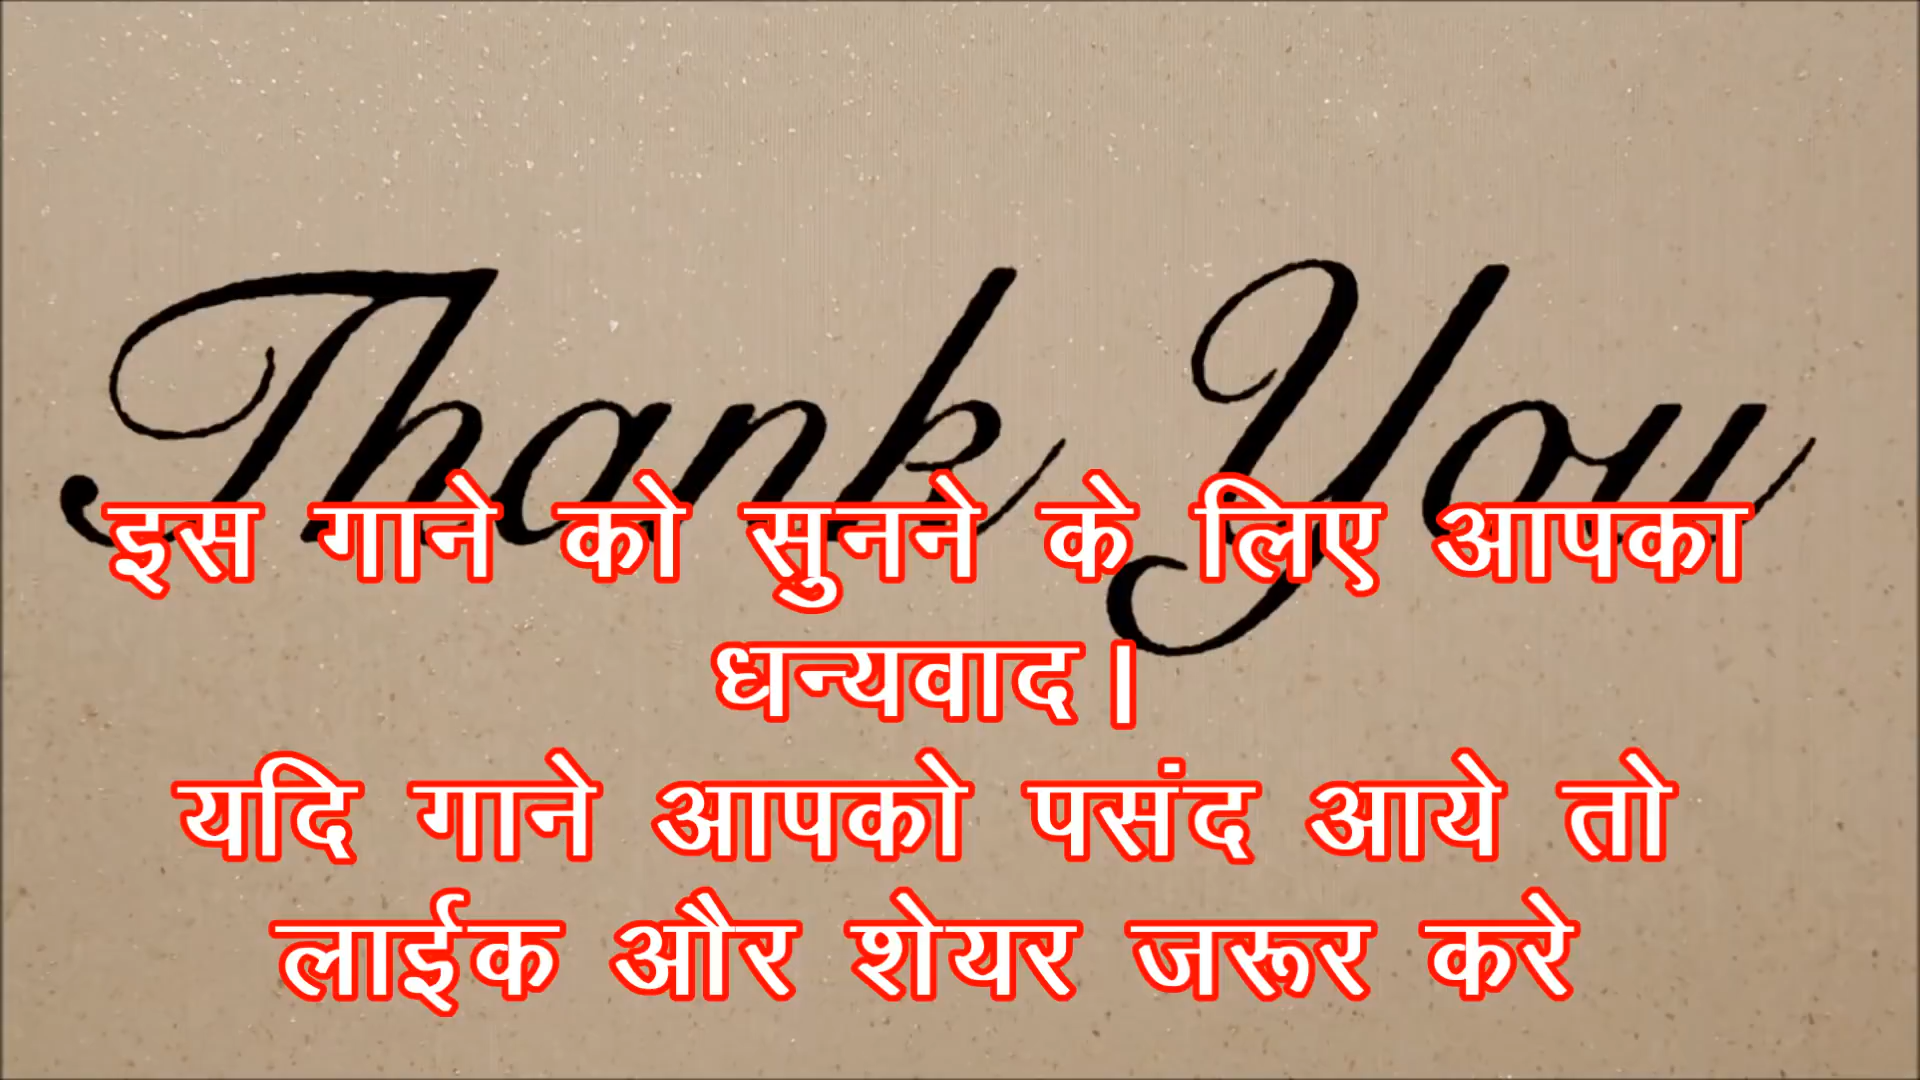 Thank You
इस गाने को सुनने के लिए आपका
धन्यवाद।
यदि गाने आपको पसंद आये तो
लाईक और शेयर जरूर करे